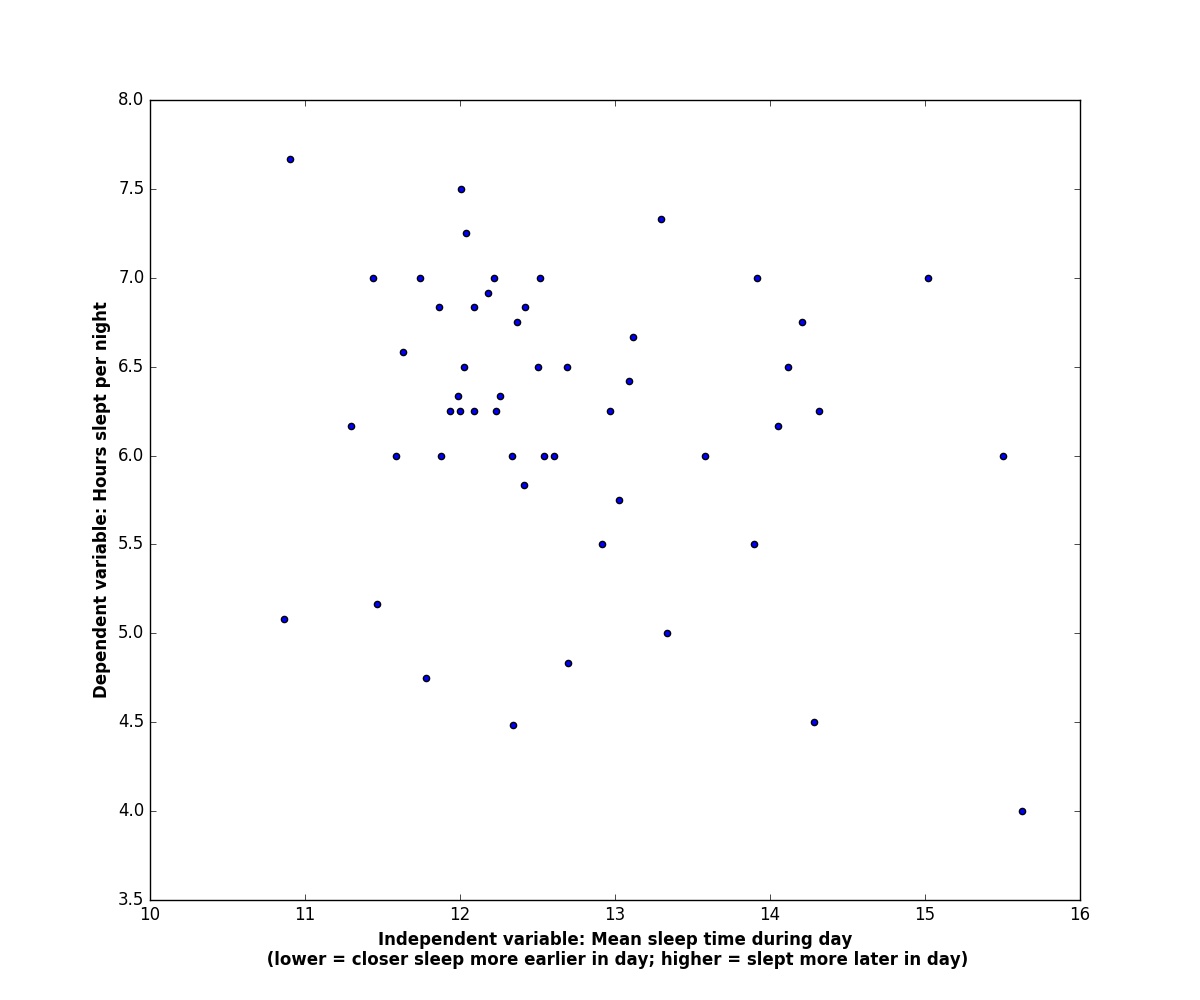 8.0
7.5
7.0
6.5
6.0
5.5
5.0
4.5
4.0
3.5
Dependent variable: Hours slept per night
10 11 12 13 14 15 16
Independent variable: Mean sleep time during day
(lower = closer sleep more earlier in day; higher = slept more later in day)